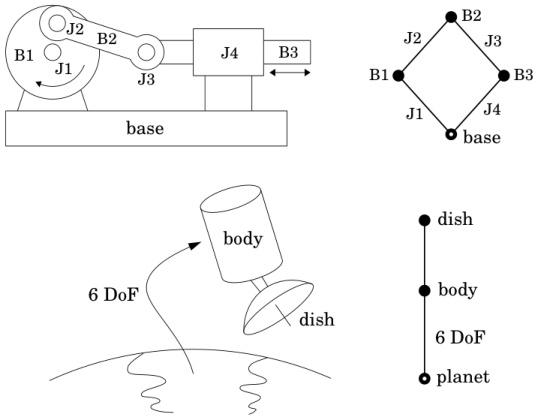 J2
B2
B1
J1
J3
J4
B3
base
B2
J2
J3
B1
B3
J1
J4
base
body
6 DoF
dish
dish
body
6 DoF
planet